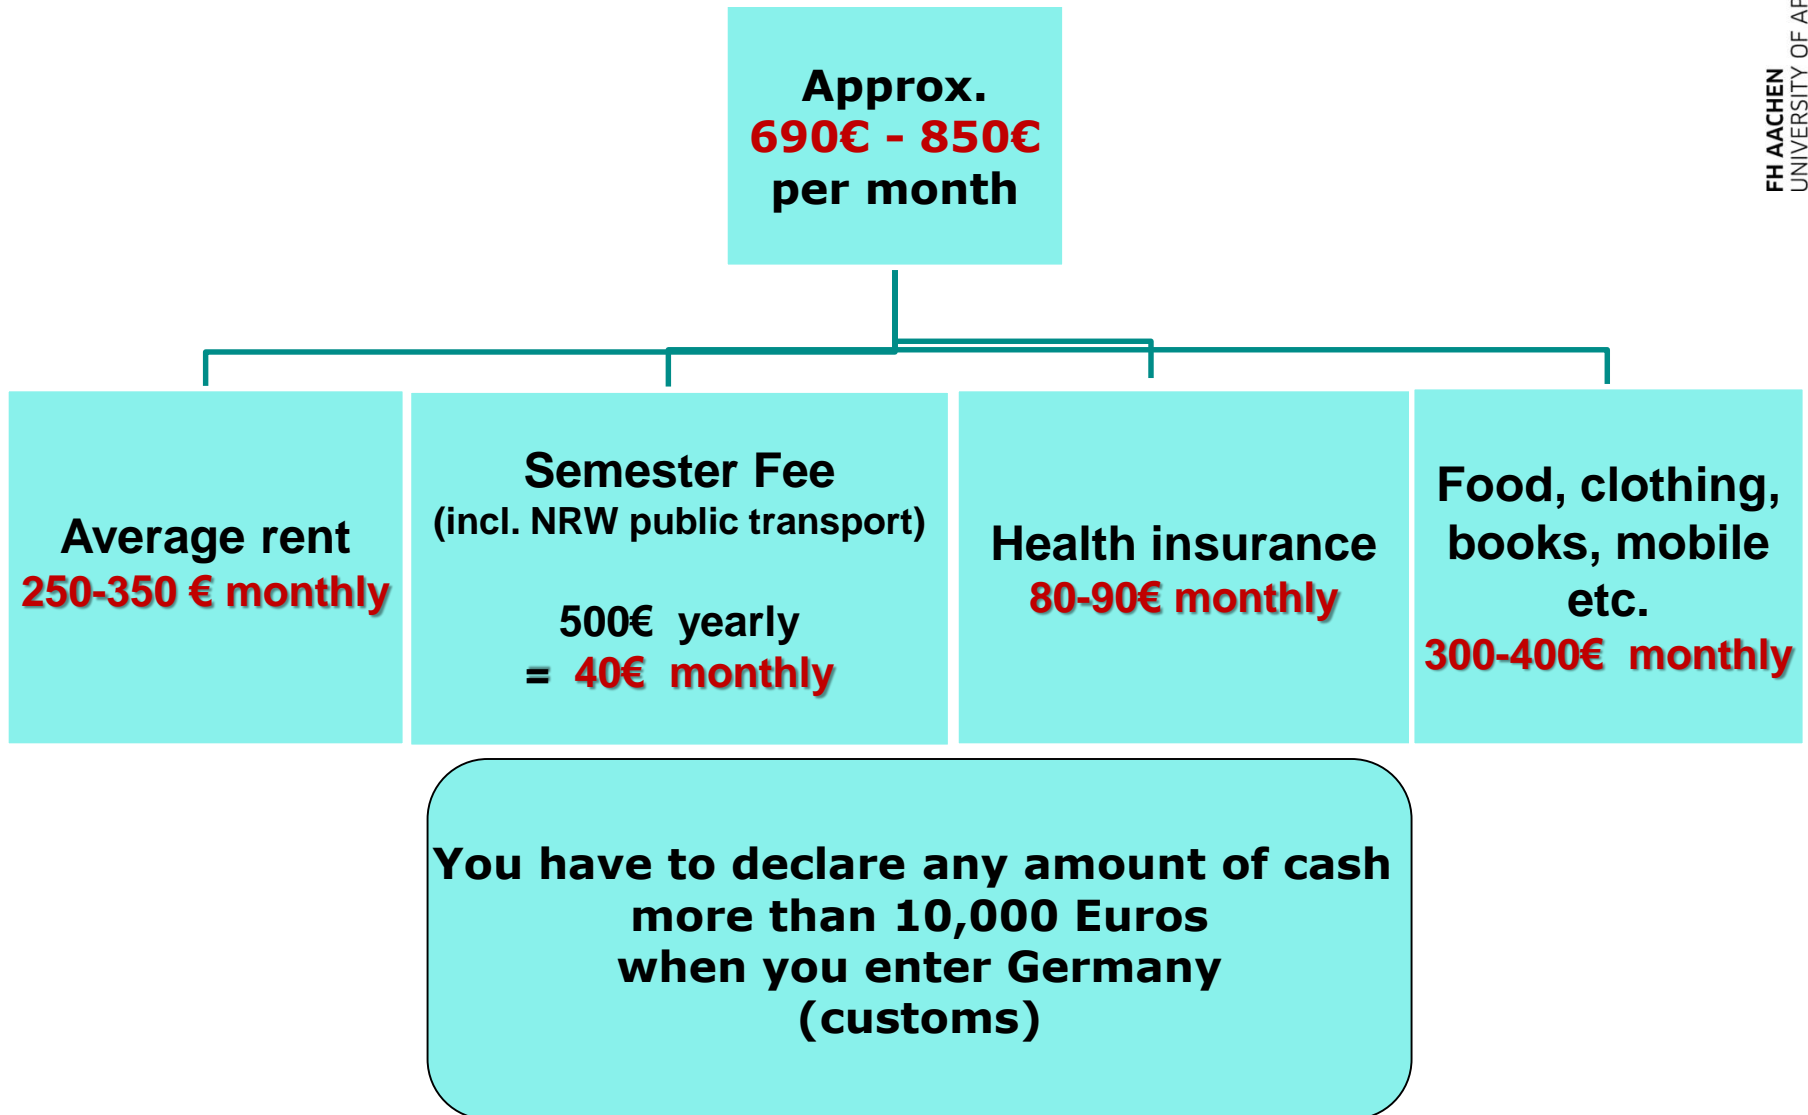 FH AACHEN
UNIVERSITY OF
Approx.
690€ - 850€
per month
Average rent
250-350 € monthly
Semester Fee
(incl. NRW public transport)
500€ yearly
= 40€ monthly
Health insurance
80-90€ monthly
Food, clothing,
books, mobile
etc.
300-400€ monthly
You have to declare any amount of cash
more than 10,000 Euros
when you enter Germany
(customs)